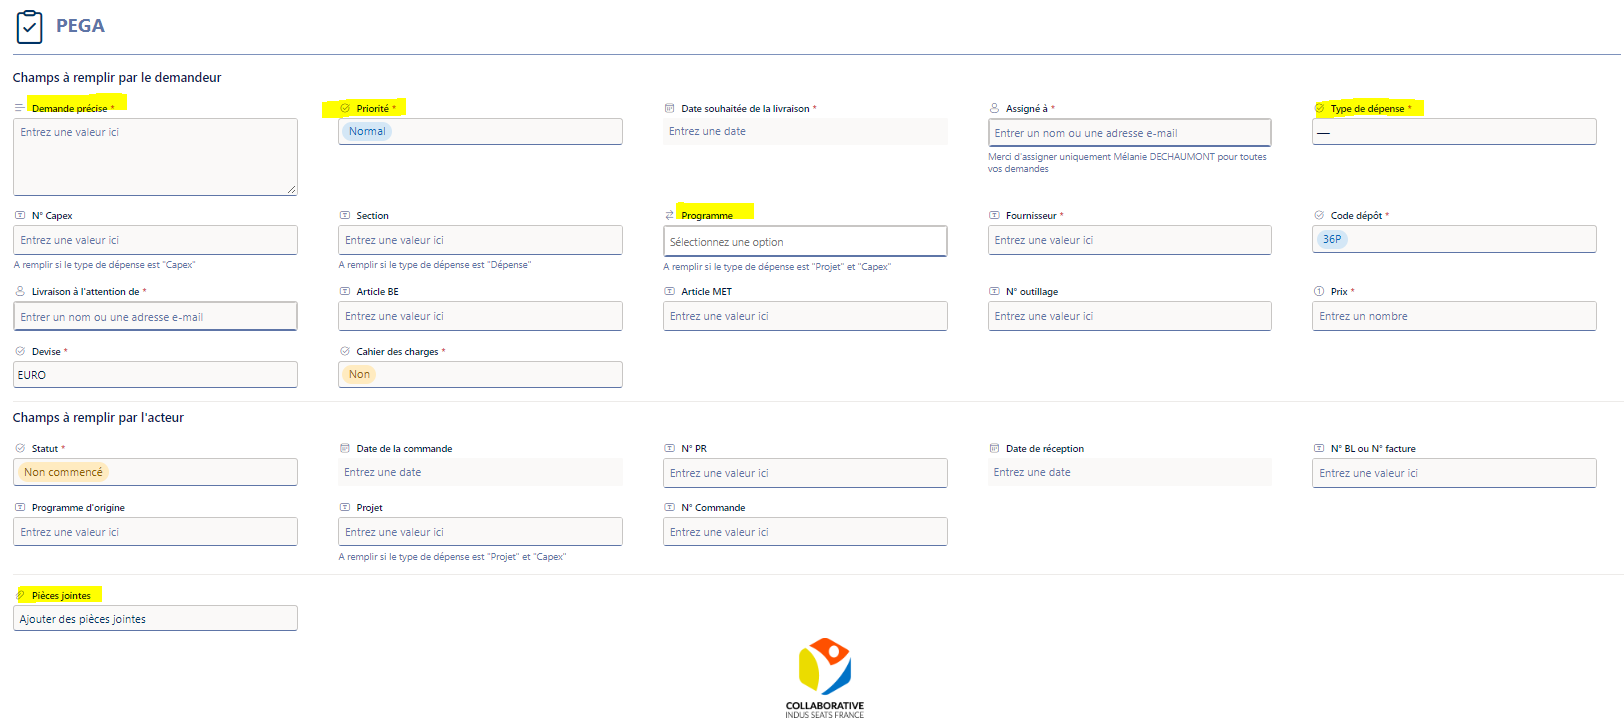 PEGA
Champs à remplir par le demandeur
Demande précise *
Entrez une valeur ici
Priorité *
Normal
Date souhaitée de la livraison *
Entrez une date
Assigné à *
Entrer un nom ou une adresse e-mail
Merci d'assigner uniquement Mélanie DECHAUMONT pour toutes
vos demandes
Type de dépense *
—
N° Capex
Entrez une valeur ici
A remplir si le type de dépense est "Capex"
Section
Entrez une valeur ici
A remplir si le type de dépense est "Dépense"
Programme
Sélectionnez une option
A remplir si le type de dépense est "Projet" et "Capex"
Fournisseur *
Entrez une valeur ici
Code dépôt *
36P
Livraison à l'attention de *
Entrer un nom ou une adresse e-mail
Article BE
Entrez une valeur ici
Article MET
Entrez une valeur ici
N° outillage
Entrez une valeur ici
Prix *
Entrez un nombre
Devise *
EURO
Cahier des charges *
Non
Champs à remplir par l'acteur
Statut *
Non commencé
Date de la commande
Entrez une date
N° PR
Entrez une valeur ici
Date de réception
Entrez une date
N° BL ou N° facture
Entrez une valeur ici
Programme d'origine
Entrez une valeur ici
Projet
Entrez une valeur ici
A remplir si le type de dépense est "Projet" et "Capex"
N° Commande
Entrez une valeur ici
Pièces jointes
Ajouter des pièces jointes
COLLABORATIVE
INDUS SEATS FRANCE